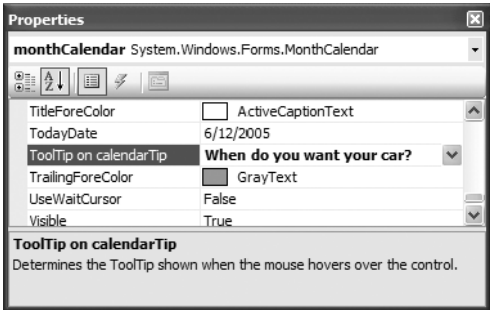 Properties
monthCalendar System.Windows.Forms.MonthCalendar
TitleForeColor ActiveCaptionText
TodayDate 6/12/2005
ToolTip on calendarTip When do you want your car?
TrailingForeColor GrayText
UseWaitCursor False
Visible True
ToolTip on calendarTip
Determines the ToolTip shown when the mouse hovers over the control.